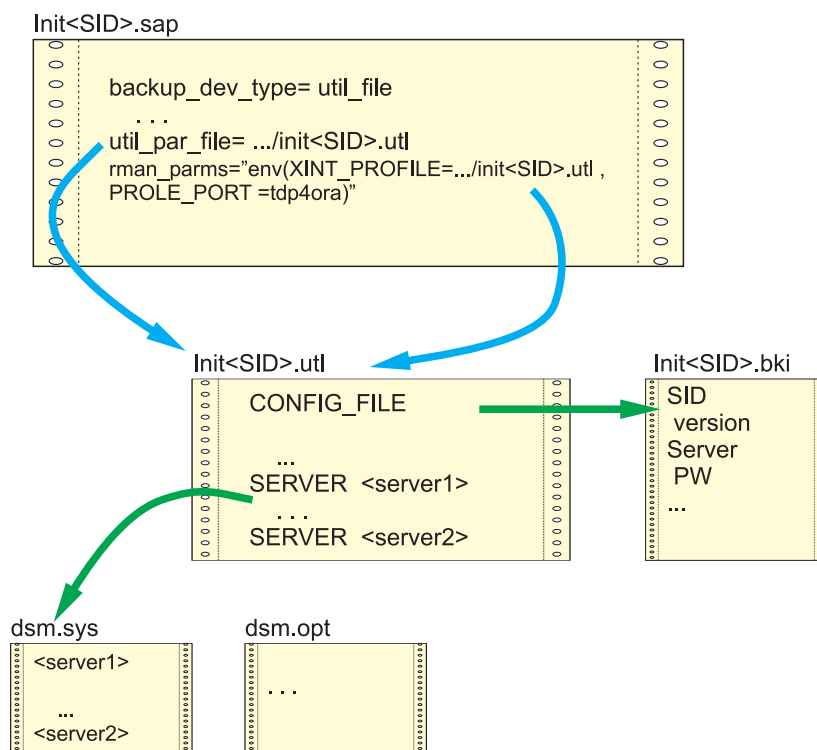 Init<SID>.sap
backup_dev_type= util_file
. . .
util_par_file= .../init<SID>.utl
rman_parms=”env(XINT_PROFILE=.../init<SID>.utl ,
PROLE_PORT =tdp4ora)”
Init<SID>.utl
CONFIG_FILE
...
SERVER <server1>
. . .
SERVER <server2>
Init<SID>.bki
SID
version
Server
PW
...
dsm.sys
<server1>
...
<server2>
dsm.opt
. . .